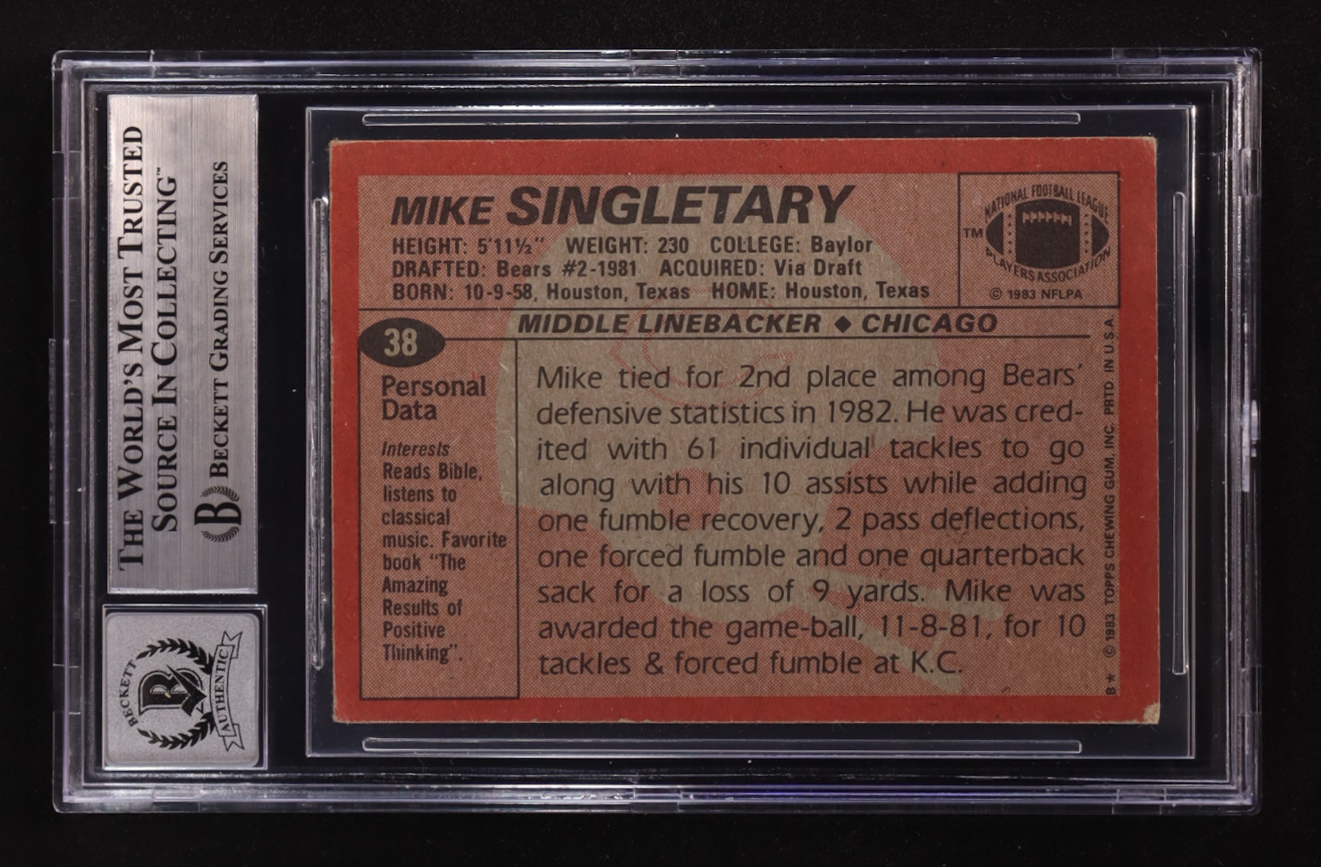 THE WORLD'S MOST TRUSTED
SOURCE IN COLLECTING™
B BECKETT GRADING SERVICES
BECKETT
B
AUTHENTIC
MIKE SINGLETARY
HEIGHT: 5'11½" WEIGHT: 230 COLLEGE: Baylor
DRAFTED: Bears #2-1981 ACQUIRED: Via Draft
BORN: 10-9-58, Houston, Texas HOME: Houston, Texas
NATIONAL FOOTBALL LEAGUE
TM
PLAYERS ASSOCIATION
© 1983 NFLPA
MIDDLE LINEBACKER ♦ CHICAGO
38
Personal
Data
Interests
Reads Bible,
listens to
classical
music. Favorite
book "The
Amazing
Results of
Positive
Thinking".
Mike tied for 2nd place among Bears'
defensive statistics in 1982. He was cred-
ited with 61 individual tackles to go
along with his 10 assists while adding
one fumble recovery, 2 pass deflections,
one forced fumble and one quarterback
sack for a loss of 9 yards. Mike was
awarded the game-ball, 11-8-81, for 10
tackles & forced fumble at K.C.
B* © 1983 TOPPS CHEWING GUM, INC. PRTD. IN U.S.A.